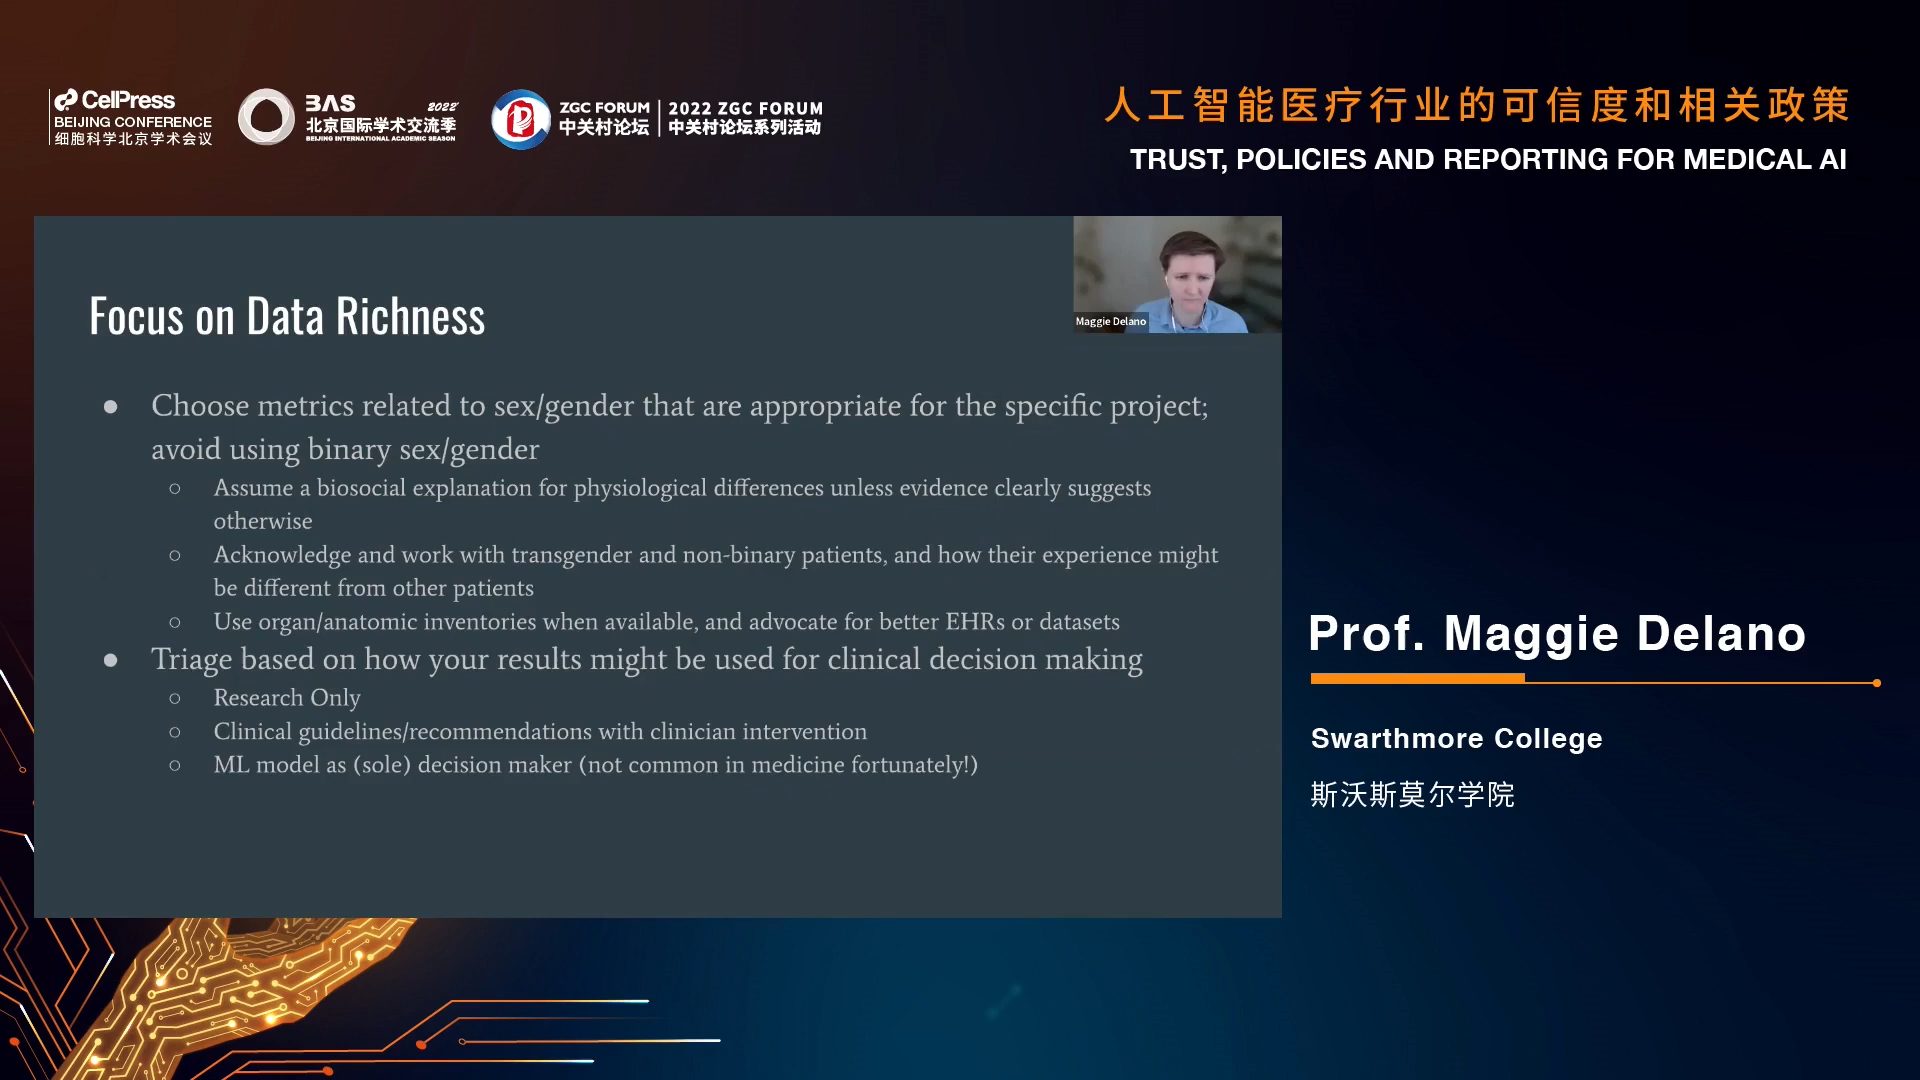 CellPress
BEIJING CONFERENCE
细胞科学北京学术会议
BAS 2022
北京国际学术交流季
BEIJING INTERNATIONAL ACADEMIC SEASON
ZGC FORUM
中关村论坛
2022 ZGC FORUM
中关村论坛系列活动
人工智能医疗行业的可信度和相关政策
TRUST, POLICIES AND REPORTING FOR MEDICAL AI
Maggie Delano
Focus on Data Richness
● Choose metrics related to sex/gender that are appropriate for the specific project;
avoid using binary sex/gender
○ Assume a biosocial explanation for physiological differences unless evidence clearly suggests
otherwise
○ Acknowledge and work with transgender and non-binary patients, and how their experience might
be different from other patients
○ Use organ/anatomic inventories when available, and advocate for better EHRs or datasets
● Triage based on how your results might be used for clinical decision making
○ Research Only
○ Clinical guidelines/recommendations with clinician intervention
○ ML model as (sole) decision maker (not common in medicine fortunately!)
Prof. Maggie Delano
Swarthmore College
斯沃斯莫尔学院